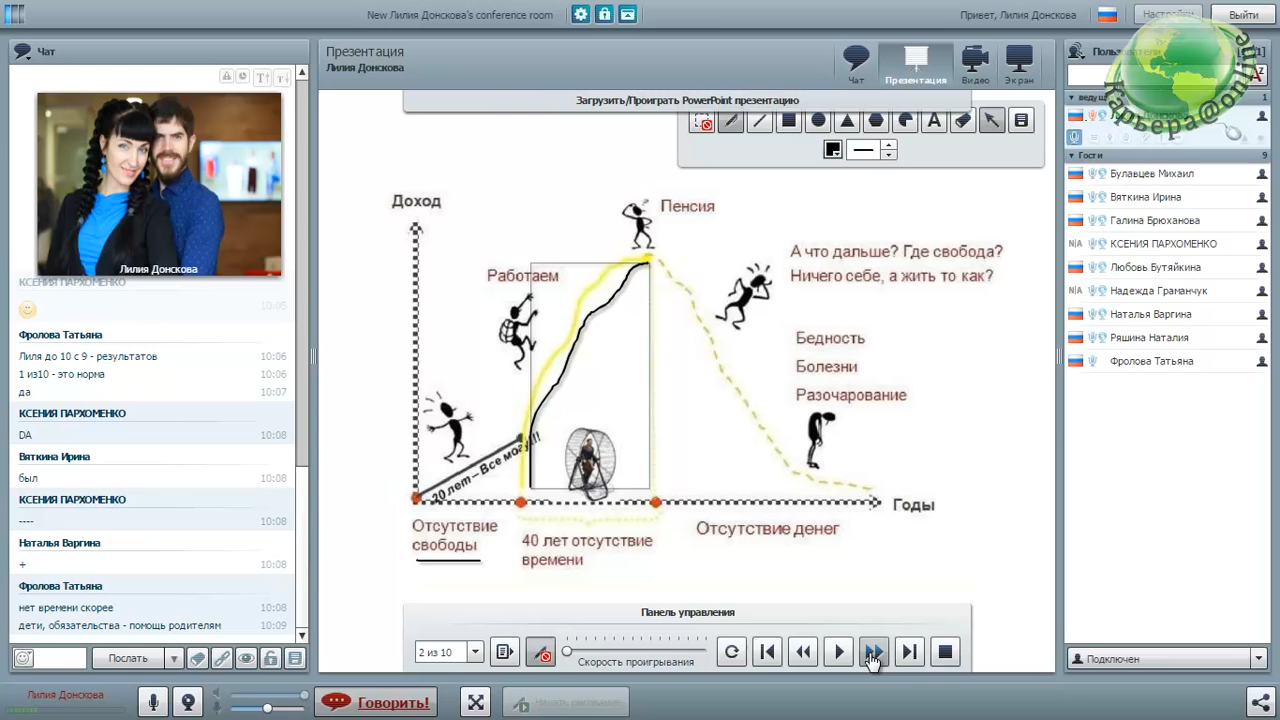 New Лилия Донскова's conference room
Привет, Лилия Донскова
Настройки
Выйти
Чат
Лилия Донскова
КСЕНИЯ ПАРХОМЕНКО
10:05
Фролова Татьяна
Лиля до 10 с 9 - результатов 10:06
1 из10 - это норма 10:06
да 10:07
КСЕНИЯ ПАРХОМЕНКО
DA 10:08
Вяткина Ирина
был 10:08
КСЕНИЯ ПАРХОМЕНКО
---- 10:08
Наталья Варгина
+ 10:08
Фролова Татьяна
нет времени скорее 10:08
дети, обязательства - помощь родителям 10:09
Послать
Презентация
Лилия Донскова
Чат
Презентация
Видео
Экран
Загрузить/Проиграть PowerPoint презентацию
Доход
Пенсия
А что дальше? Где свобода?
Ничего себе, а жить то как?
Работаем
Бедность
Болезни
Разочарование
20 лет – Все могу!!!
Годы
Отсутствие
свободы
40 лет отсутствие
времени
Отсутствие денег
Панель управления
2 из 10
Скорость проигрывания
Карьера@online
Гости 9
Булавцев Михаил
Вяткина Ирина
Галина Брюханова
N/A КСЕНИЯ ПАРХОМЕНКО
Любовь Бутяйкина
N/A Надежда Граманчук
Наталья Варгина
Ряшина Наталия
Фролова Татьяна
Подключен
Лилия Донскова
Говорить!